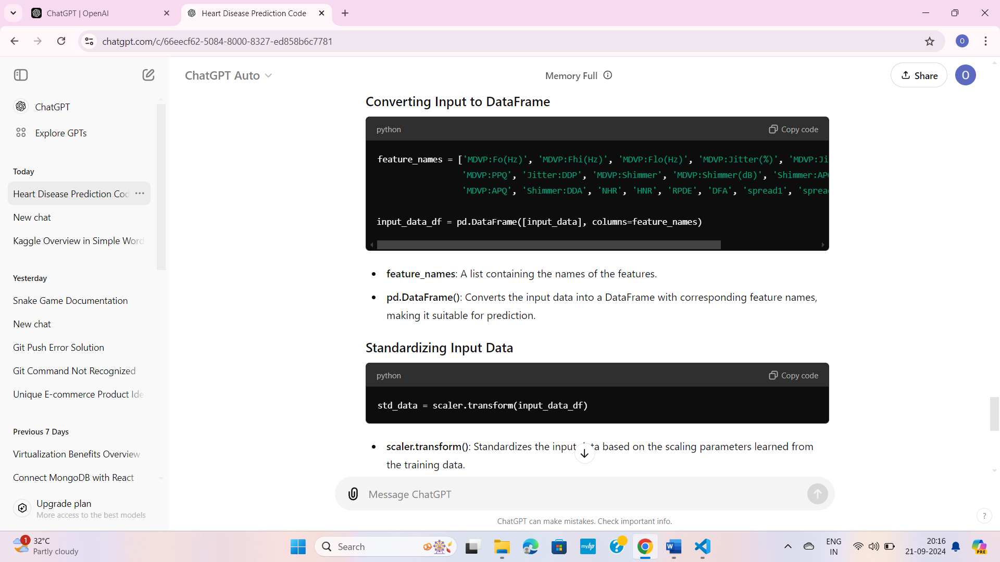 ChatGPT | OpenAI
Heart Disease Prediction Code
chatgpt.com/c/66eecf62-5084-8000-8327-ed858b6c7781
O
ChatGPT Auto
Memory Full
Share
O
ChatGPT
Explore GPTs
Today
Heart Disease Prediction Cod
New chat
Kaggle Overview in Simple Word
Yesterday
Snake Game Documentation
New chat
Git Push Error Solution
Git Command Not Recognized
Unique E-commerce Product Ide
Previous 7 Days
Virtualization Benefits Overview
Connect MongoDB with React
Upgrade plan
More access to the best models
Converting Input to DataFrame
python
Copy code
feature_names = ['MDVP:Fo(Hz)', 'MDVP:Fhi(Hz)', 'MDVP:Flo(Hz)', 'MDVP:Jitter(%)', 'MDVP:Ji
'MDVP:PPQ', 'Jitter:DDP', 'MDVP:Shimmer', 'MDVP:Shimmer(dB)', 'Shimmer:APQ
'MDVP:APQ', 'Shimmer:DDA', 'NHR', 'HNR', 'RPDE', 'DFA', 'spread1', 'sprea
input_data_df = pd.DataFrame([input_data], columns=feature_names)
feature_names: A list containing the names of the features.
pd.DataFrame(): Converts the input data into a DataFrame with corresponding feature names,
making it suitable for prediction.
Standardizing Input Data
python
Copy code
std_data = scaler.transform(input_data_df)
scaler.transform(): Standardizes the input data based on the scaling parameters learned from
the training data.
Message ChatGPT
ChatGPT can make mistakes. Check important info.
?
1
32°C
Partly cloudy
Search
myhp
W
ENG
IN
20:16
21-09-2024
PRE